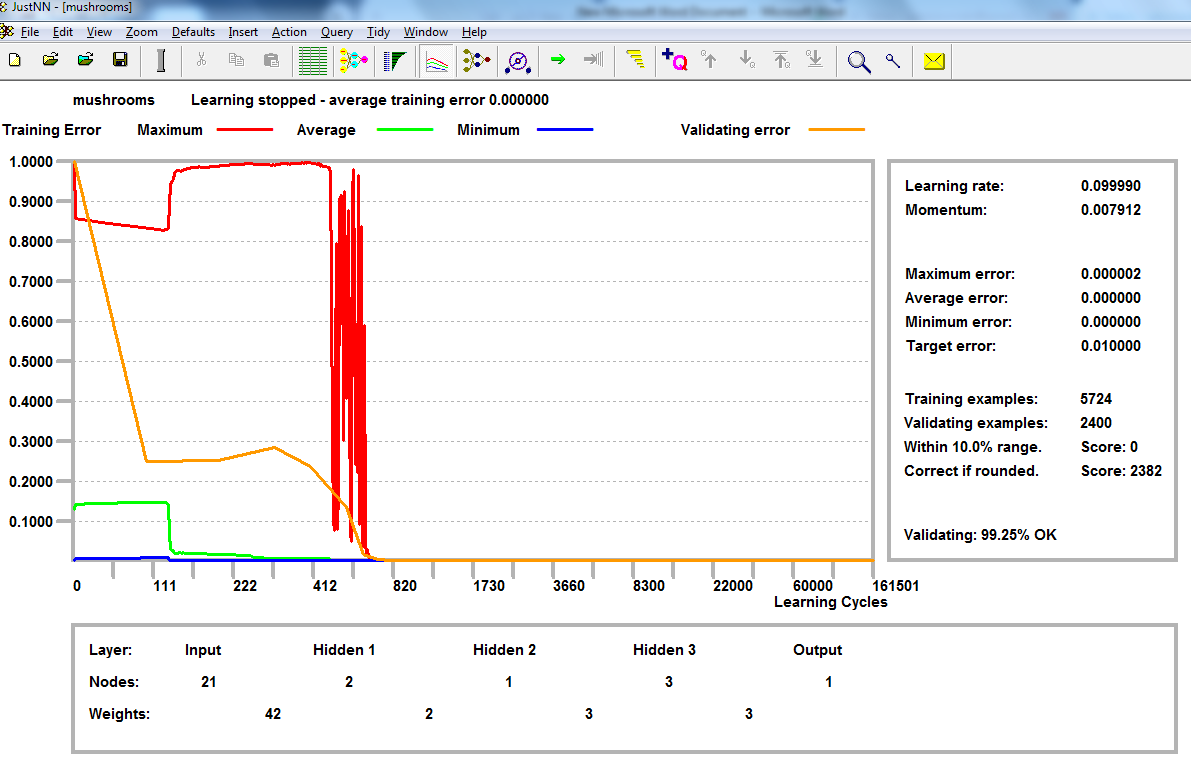 JustNN - [mushrooms]
File Edit View Zoom Defaults Insert Action Query Tidy Window Help
+Q
mushrooms Learning stopped - average training error 0.000000
Training Error Maximum Average Minimum Validating error
1.0000
0.9000
0.8000
0.7000
0.6000
0.5000
0.4000
0.3000
0.2000
0.1000
0 111 222 412 820 1730 3660 8300 22000 60000 161501
Learning Cycles
Learning rate: 0.099990
Momentum: 0.007912
Maximum error: 0.000002
Average error: 0.000000
Minimum error: 0.000000
Target error: 0.010000
Training examples: 5724
Validating examples: 2400
Within 10.0% range. Score: 0
Correct if rounded. Score: 2382
Validating: 99.25% OK
Layer: Input Hidden 1 Hidden 2 Hidden 3 Output
Nodes: 21 2 1 3 1
Weights: 42 2 3 3